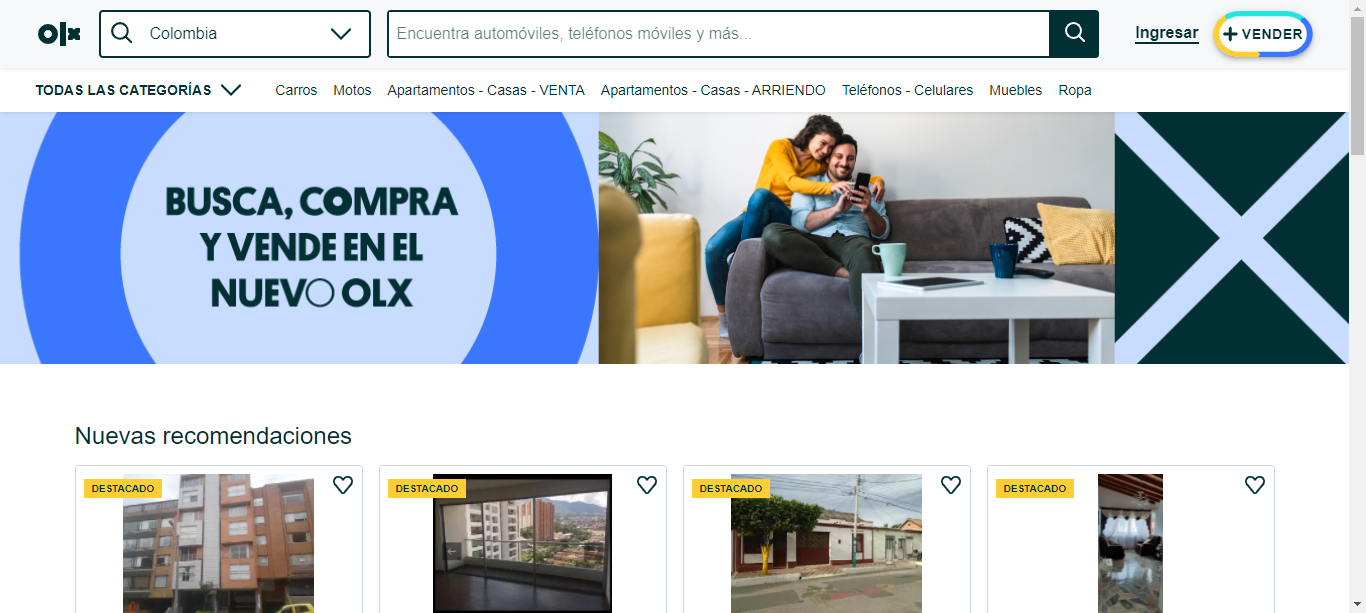 olx
Colombia
Encuentra automóviles, teléfonos móviles y más...
Ingresar
+ VENDER
TODAS LAS CATEGORÍAS
Carros
Motos
Apartamentos - Casas - VENTA
Apartamentos - Casas - ARRIENDO
Teléfonos - Celulares
Muebles
Ropa
BUSCA, COMPRA
Y VENDE EN EL
NUEVO OLX
Nuevas recomendaciones
DESTACADO
DESTACADO
DESTACADO
DESTACADO